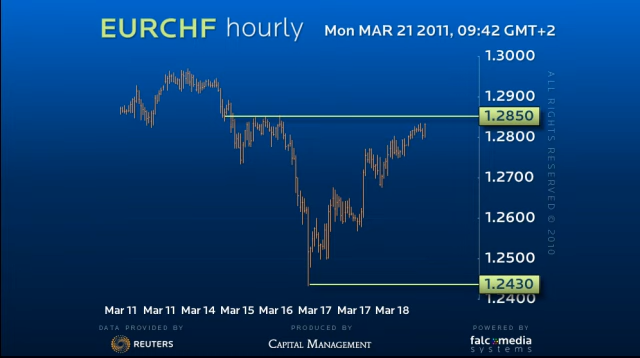 EURCHF hourly Mon MAR 21 2011, 09:42 GMT+2
1.3000
1.2900
1.2850
1.2800
1.2700
1.2600
1.2500
1.2430
1.2400
ALL RIGHTS RESERVED © 2010
Mar 11 Mar 11 Mar 14 Mar 15 Mar 16 Mar 17 Mar 17 Mar 18
DATA PROVIDED BY PRODUCED BY POWERED BY
REUTERS CAPITAL MANAGEMENT falc media
systems